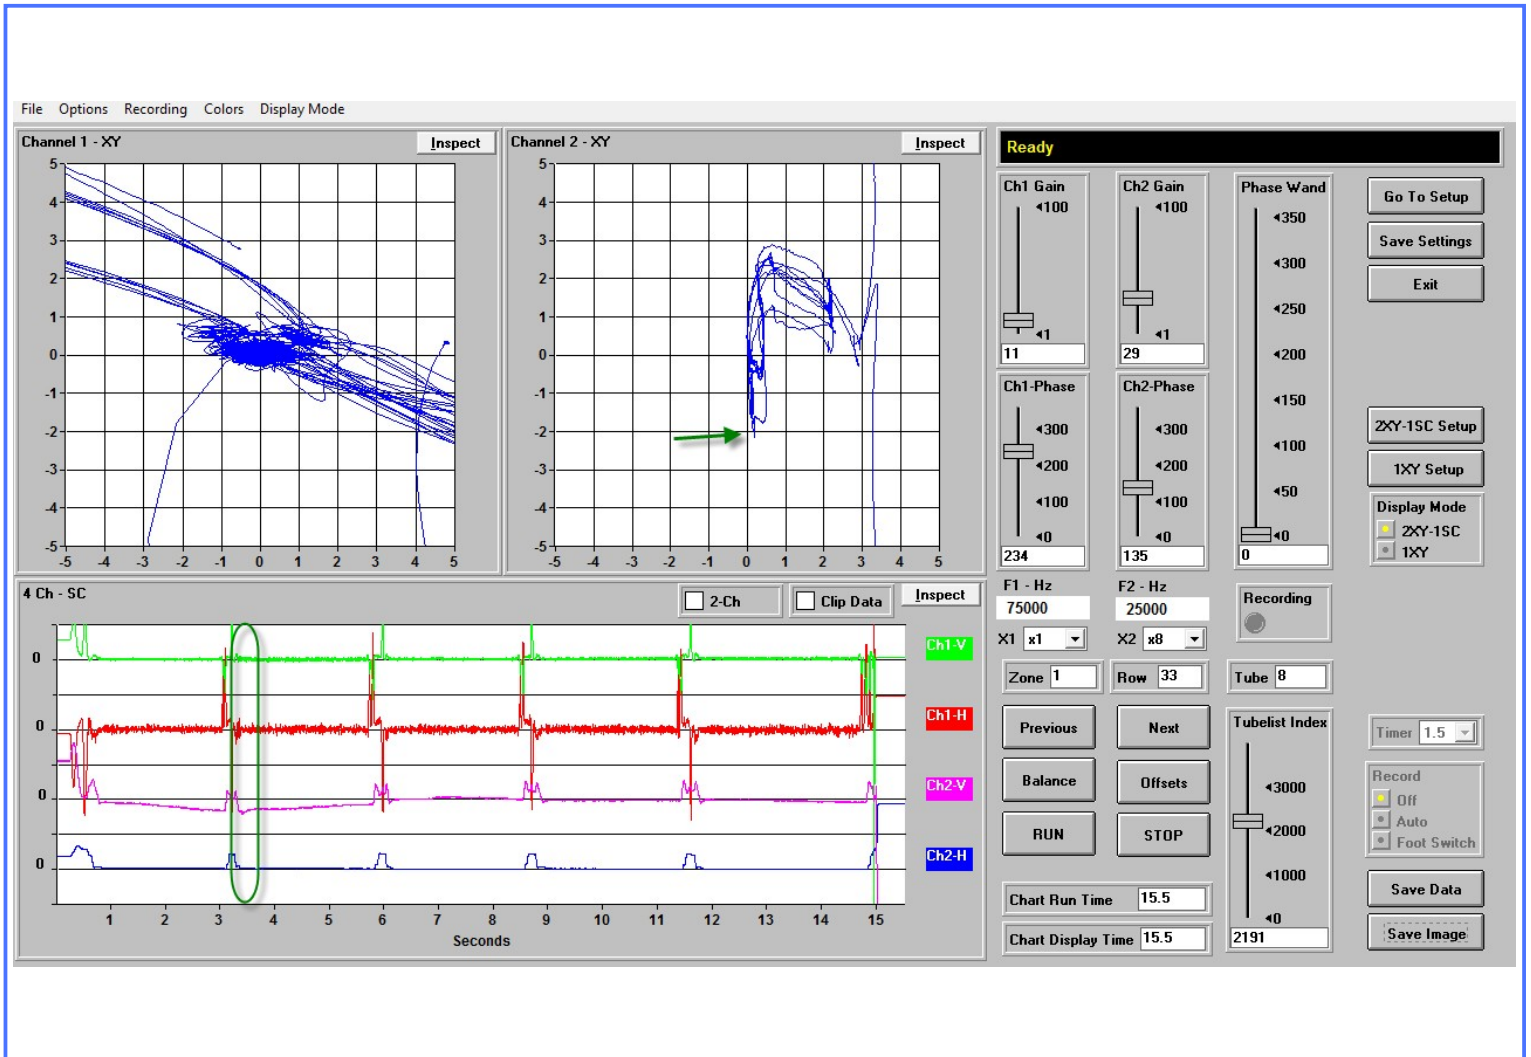 File Options Recording Colors Display Mode
Channel 1 - XY
Inspect
5
4
3
2
1
0
-1
-2
-3
-4
-5
-5 -4 -3 -2 -1 0 1 2 3 4 5
Channel 2 - XY
Inspect
5
4
3
2
1
0
-1
-2
-3
-4
-5
-5 -4 -3 -2 -1 0 1 2 3 4 5
4 Ch - SC
2-Ch
Clip Data
Inspect
0
0
0
0
Ch1-V
Ch1-H
Ch2-V
Ch2-H
1 2 3 4 5 6 7 8 9 10 11 12 13 14 15
Seconds
Ready
Ch1 Gain
100
1
11
Ch2 Gain
100
1
29
Phase Wand
350
300
250
200
150
100
50
0
0
Ch1-Phase
300
200
100
0
234
Ch2-Phase
300
200
100
0
135
Go To Setup
Save Settings
Exit
2XY-1SC Setup
1XY Setup
Display Mode
2XY-1SC
1XY
F1 - Hz
75000
F2 - Hz
25000
Recording
X1 x1
X2 x8
Zone 1
Row 33
Tube 8
Previous
Next
Balance
Offsets
RUN
STOP
Tubelist Index
3000
2000
1000
0
2191
Timer 1.5
Record
Off
Auto
Foot Switch
Chart Run Time 15.5
Chart Display Time 15.5
Save Data
Save Image